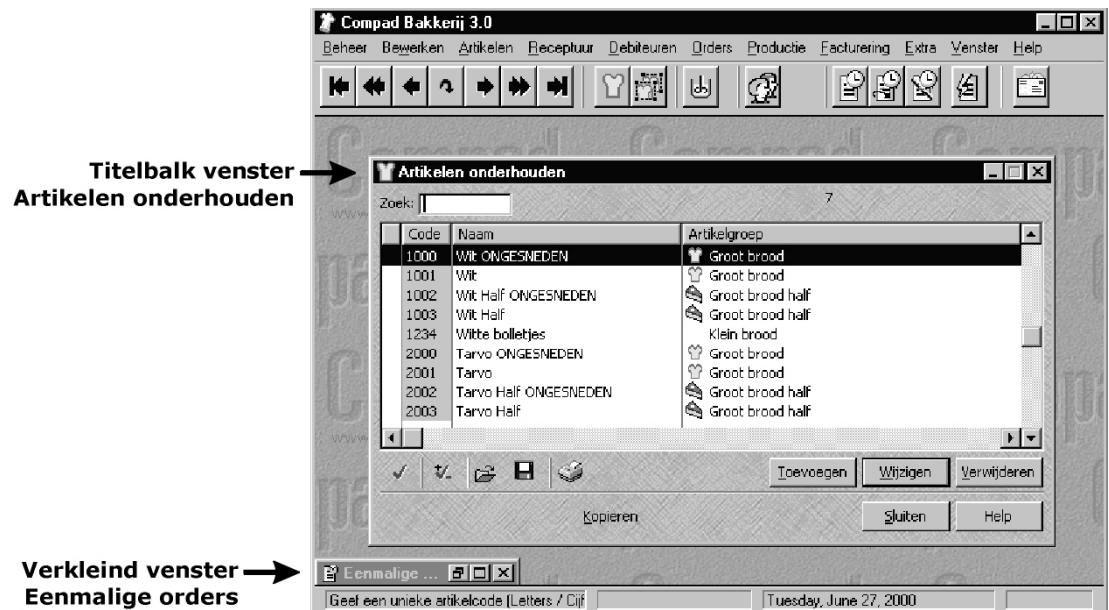 Compad Bakkerij 3.0
Beheer Bewerken Artikelen Receptuur Debiteuren Orders Productie Facturering Extra Venster Help
Compad Compad
Titelbalk venster
Artikelen onderhouden
Artikelen onderhouden
Zoek: 7
www
Code Naam Artikelgroep
1000 Wit ONGESNEDEN Groot brood
1001 Wit Groot brood
1002 Wit Half ONGESNEDEN Groot brood half
1003 Wit Half Groot brood half
1234 Witte bolletjes Klein brood
2000 Tarvo ONGESNEDEN Groot brood
2001 Tarvo Groot brood
2002 Tarvo Half ONGESNEDEN Groot brood half
2003 Tarvo Half Groot brood half
www
+/-
Toevoegen Wijzigen Verwijderen
Kopieren Sluiten Help
Verkleind venster
Eenmalige orders
Eenmalige ...
Geef een unieke artikelcode (Letters / Cijf Tuesday, June 27, 2000